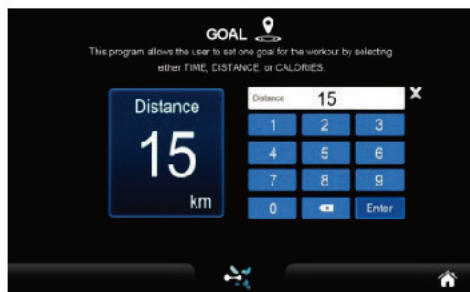 GOAL
This program allows the user to set one goal for the workout by selecting
either TIME, DISTANCE, or CALORIES.
Distance
15
km
Distance 15 X
1 2 3
4 5 6
7 8 9
0 Enter